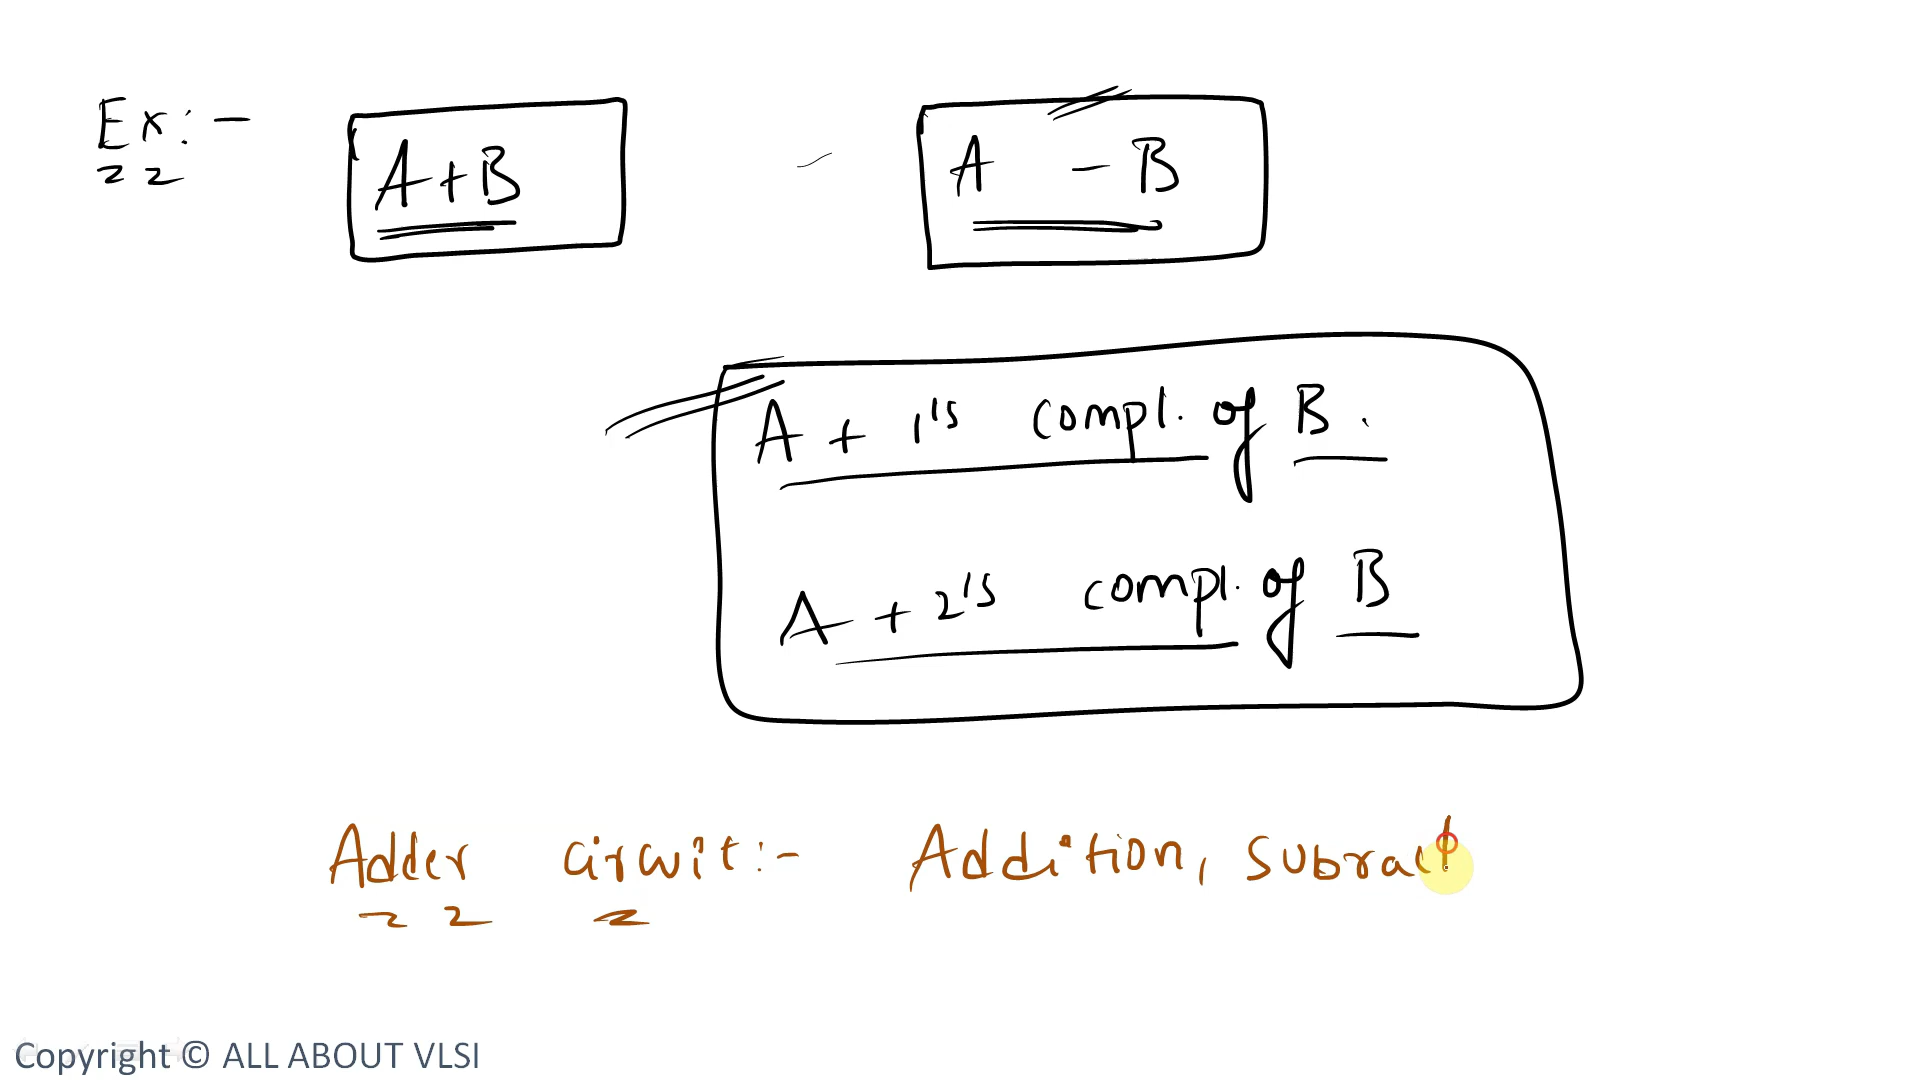 Ex:-
A+B
A - B
A + 1's compl. of B.
A + 2's compl. of B
Adder circuit:- Addition, Subract
Copyright © ALL ABOUT VLSI